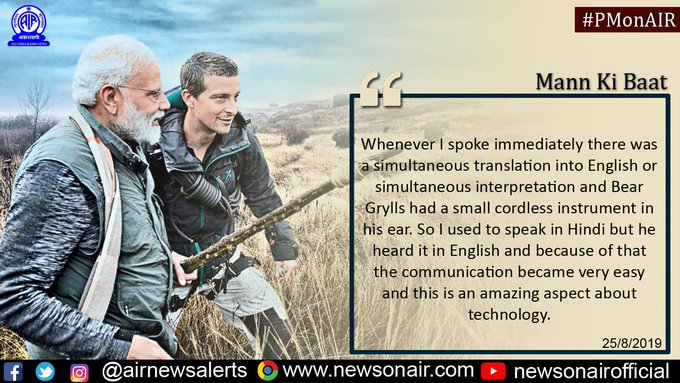 #PMonAIR
Mann Ki Baat
Whenever I spoke immediately there was
a simultaneous translation into English or
simultaneous interpretation and Bear
Grylls had a small cordless instrument in
his ear. So I used to speak in Hindi but he
heard it in English and because of that
the communication became very easy
and this is an amazing aspect about
technology.
25/8/2019
@airnewsalerts
www.newsonair.com
newsonairofficial